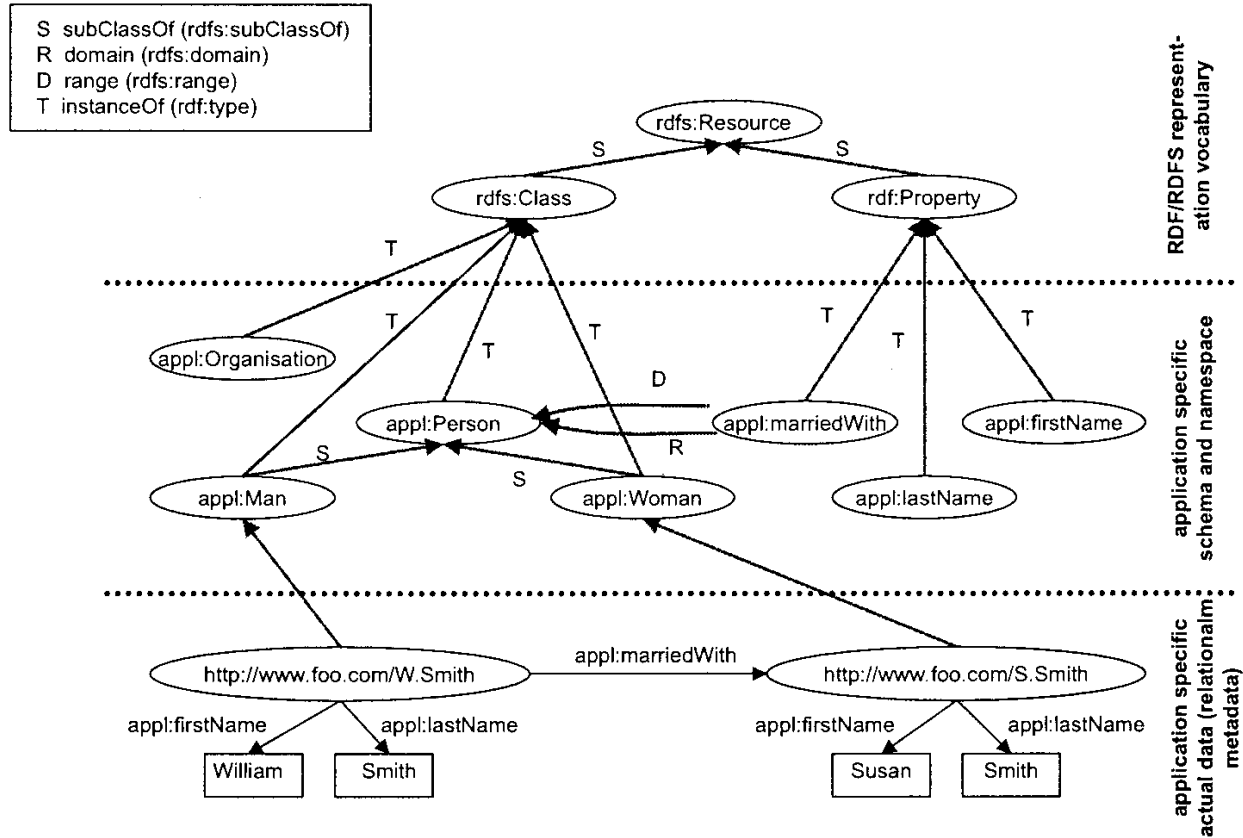 S subClassOf (rdfs:subClassOf)
R domain (rdfs:domain)
D range (rdfs:range)
T instanceOf (rdf:type)
rdfs:Resource
S
S
rdfs:Class
rdf:Property
RDF/RDFS represent-
ation vocabulary
T
T
T
T
T
T
T
appl:Organisation
D
appl:Person
appl:marriedWith
appl:firstName
R
S
S
appl:Man
appl:Woman
appl:lastName
application specific
schema and namespace
http://www.foo.com/W.Smith
appl:marriedWith
http://www.foo.com/S.Smith
appl:firstName
appl:lastName
appl:firstName
appl:lastName
William
Smith
Susan
Smith
application specific
actual data (relationalm
metadata)